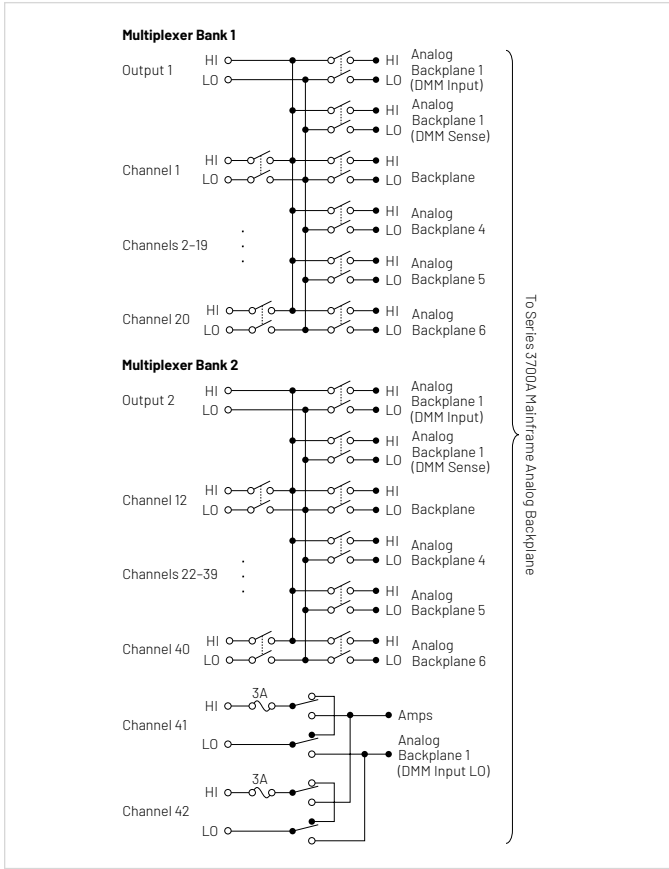 Multiplexer Bank 1
Output 1
HI
LO
HI Analog
Backplane 1
LO (DMM Input)
HI Analog
Backplane 1
LO (DMM Sense)
Channel 1
HI
LO
HI
LO Backplane
HI Analog
LO Backplane 4
Channels 2–19
HI Analog
LO Backplane 5
Channel 20
HI
LO
HI Analog
LO Backplane 6
Multiplexer Bank 2
Output 2
HI
LO
HI Analog
LO Backplane 1
(DMM Input)
HI Analog
Backplane 1
LO (DMM Sense)
Channel 12
HI
LO
HI
LO Backplane
HI Analog
LO Backplane 4
Channels 22–39
HI Analog
LO Backplane 5
Channel 40
HI
LO
HI Analog
LO Backplane 6
Channel 41
HI
3A
LO
Amps
Analog
Backplane 1
(DMM Input LO)
Channel 42
HI
3A
LO
To Series 3700A Mainframe Analog Backplane